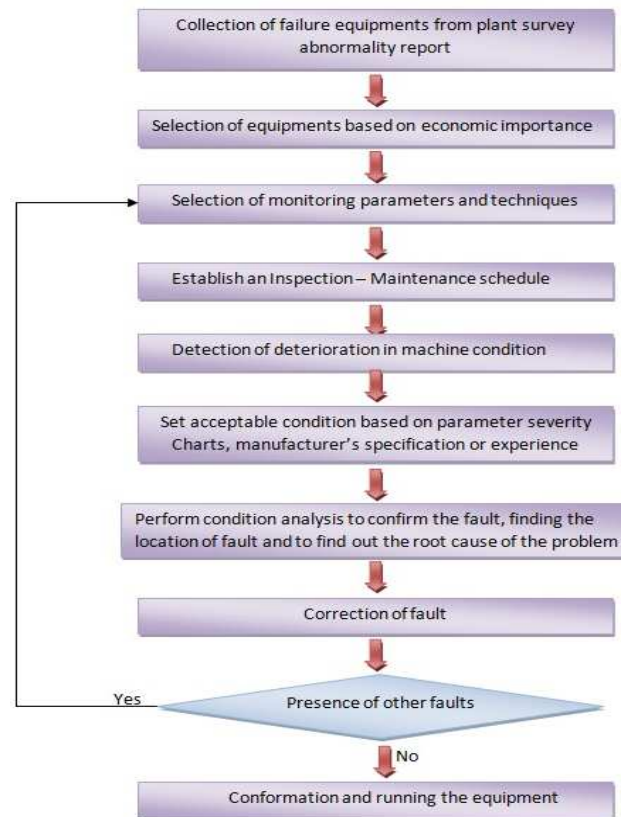 Collection of failure equipments from plant survey
abnormality report
Selection of equipments based on economic importance
Selection of monitoring parameters and techniques
Establish an Inspection – Maintenance schedule
Detection of deterioration in machine condition
Set acceptable condition based on parameter severity
Charts, manufacturer's specification or experience
Perform condition analysis to confirm the fault, finding the
location of fault and to find out the root cause of the problem
Correction of fault
Yes
Presence of other faults
No
Conformation and running the equipment